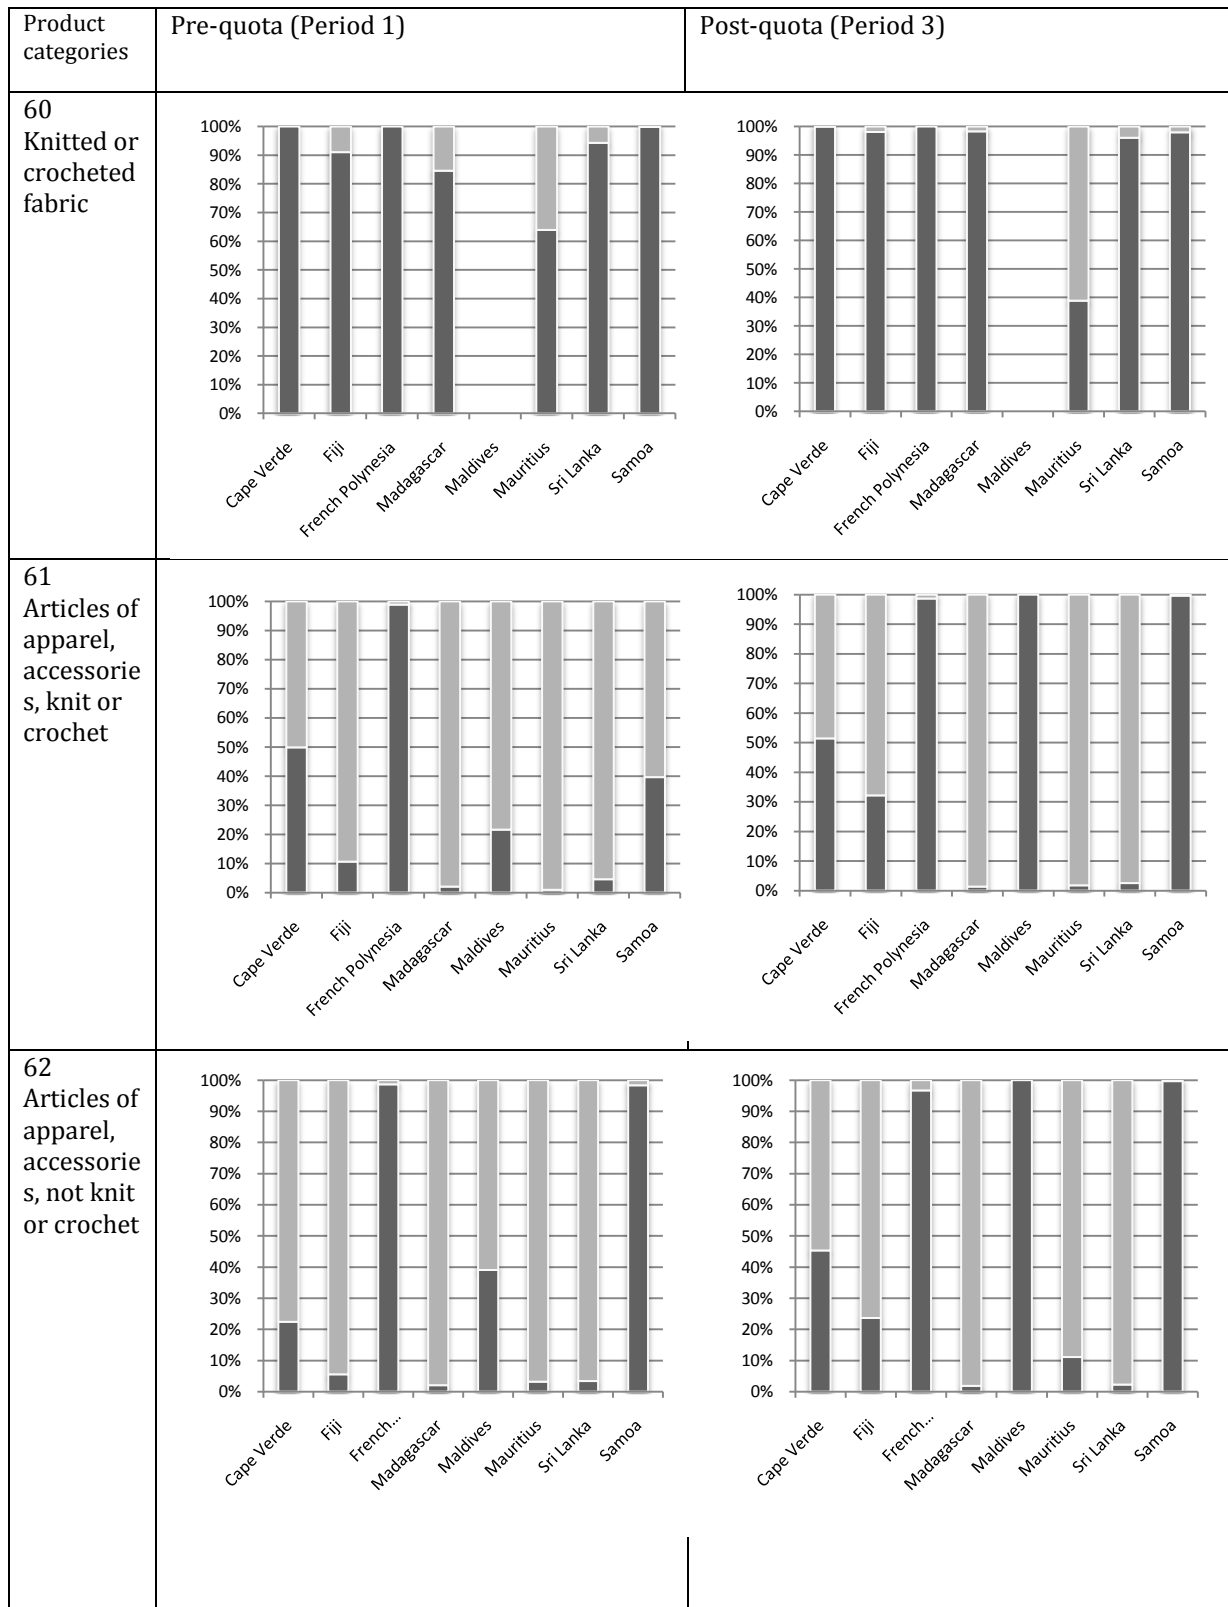 Product
categories
Pre-quota (Period 1)
Post-quota (Period 3)
60
Knitted or
crocheted
fabric
100%
90%
80%
70%
60%
50%
40%
30%
20%
10%
0%
Cape Verde
Fiji
French Polynesia
Madagascar
Maldives
Mauritius
Sri Lanka
Samoa
100%
90%
80%
70%
60%
50%
40%
30%
20%
10%
0%
Cape Verde
Fiji
French Polynesia
Madagascar
Maldives
Mauritius
Sri Lanka
Samoa
61
Articles of
apparel,
accessorie
s, knit or
crochet
100%
90%
80%
70%
60%
50%
40%
30%
20%
10%
0%
Cape Verde
Fiji
French Polynesia
Madagascar
Maldives
Mauritius
Sri Lanka
Samoa
100%
90%
80%
70%
60%
50%
40%
30%
20%
10%
0%
Cape Verde
Fiji
French Polynesia
Madagascar
Maldives
Mauritius
Sri Lanka
Samoa
62
Articles of
apparel,
accessorie
s, not knit
or crochet
100%
90%
80%
70%
60%
50%
40%
30%
20%
10%
0%
Cape Verde
Fiji
French...
Madagascar
Maldives
Mauritius
Sri Lanka
Samoa
100%
90%
80%
70%
60%
50%
40%
30%
20%
10%
0%
Cape Verde
Fiji
French...
Madagascar
Maldives
Mauritius
Sri Lanka
Samoa